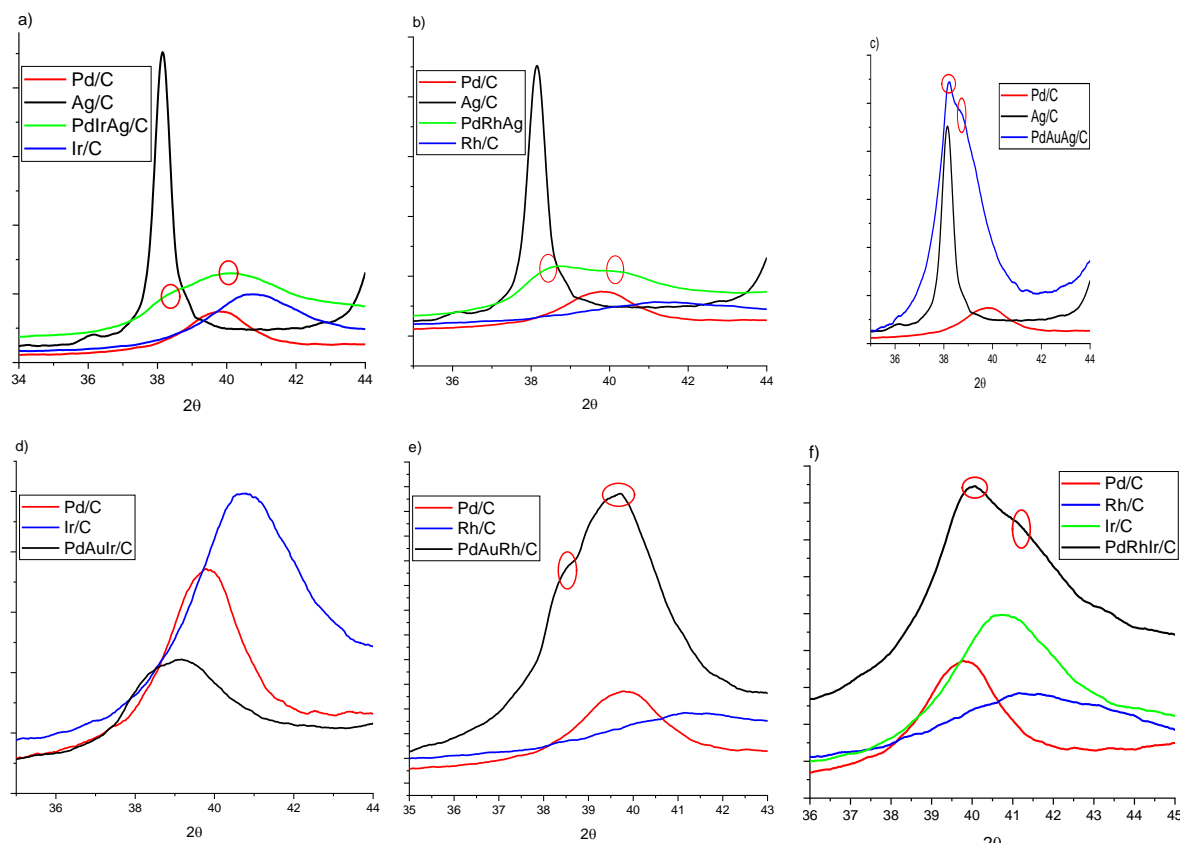 a)
Pd/C
Ag/C
PdIrAg/C
Ir/C
34 36 38 40 42 44
2θ
b)
Pd/C
Ag/C
PdRhAg
Rh/C
36 38 40 42 44
2θ
c)
Pd/C
Ag/C
PdAuAg/C
36 38 40 42 44
2θ
d)
Pd/C
Ir/C
PdAuIr/C
36 38 40 42 44
2θ
e)
Pd/C
Rh/C
PdAuRh/C
35 36 37 38 39 40 41 42 43
2θ
f)
Pd/C
Rh/C
Ir/C
PdRhIr/C
36 37 38 39 40 41 42 43 44 45
2θ